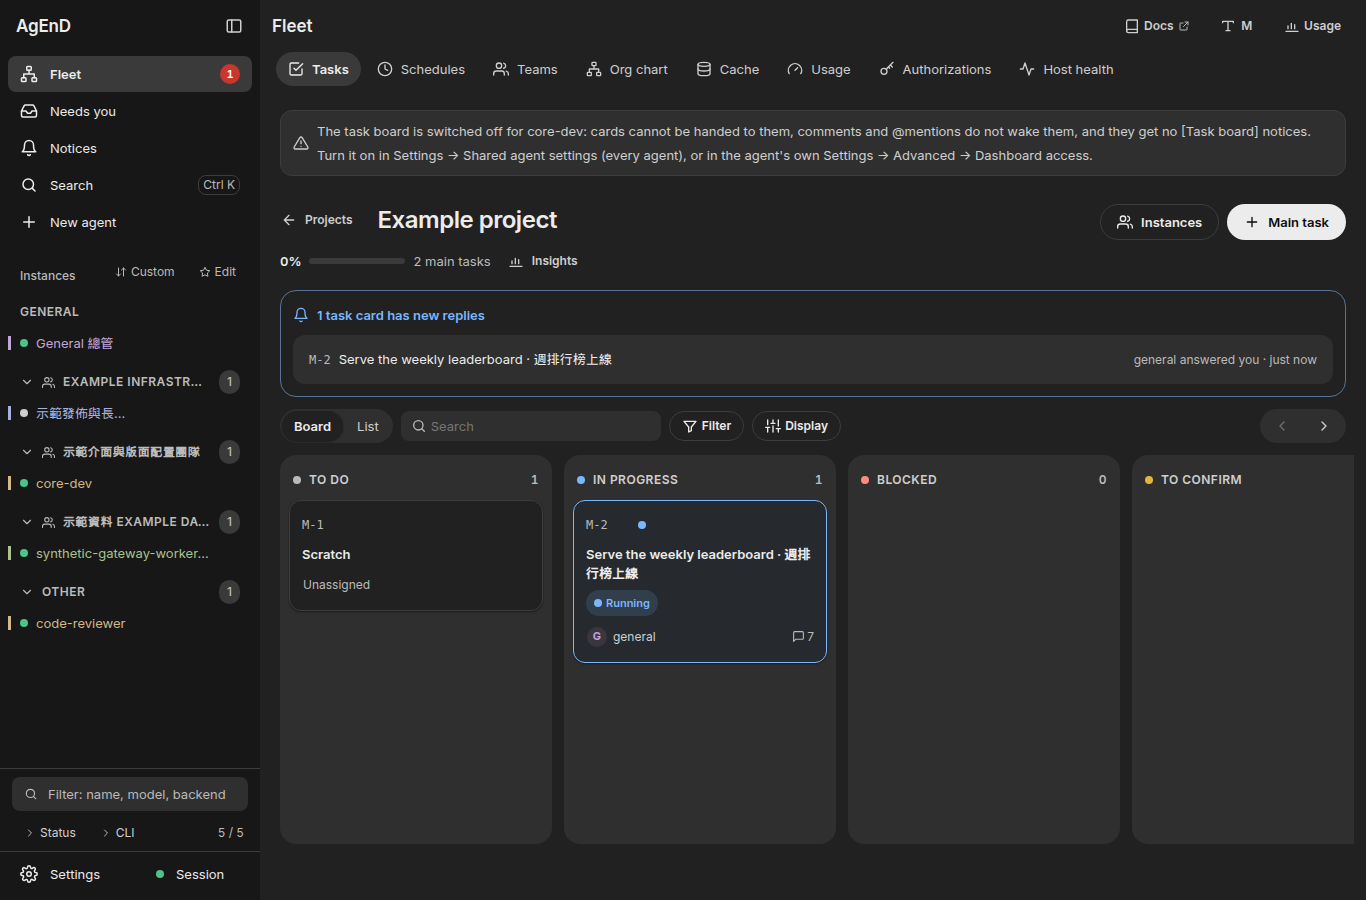 AgEnD
Fleet
1
Needs you
Notices
Search
Ctrl K
New agent
Instances
Custom
Edit
GENERAL
General 總管
EXAMPLE INFRASTR...
1
示範發佈與長...
示範介面與版面配置團隊
1
core-dev
示範資料 EXAMPLE DA...
1
synthetic-gateway-worker...
OTHER
1
code-reviewer
Filter: name, model, backend
Status
CLI
5 / 5
Settings
Session
Fleet
Docs
M
Usage
Tasks
Schedules
Teams
Org chart
Cache
Usage
Authorizations
Host health
The task board is switched off for core-dev: cards cannot be handed to them, comments and @mentions do not wake them, and they get no [Task board] notices.
Turn it on in Settings → Shared agent settings (every agent), or in the agent's own Settings → Advanced → Dashboard access.
Projects
Example project
Instances
Main task
0%
2 main tasks
Insights
1 task card has new replies
M-2 Serve the weekly leaderboard · 週排行榜上線
general answered you · just now
Board
List
Search
Filter
Display
TO DO
1
M-1
Scratch
Unassigned
IN PROGRESS
1
M-2
Serve the weekly leaderboard · 週排
行榜上線
Running
G
general
7
BLOCKED
0
TO CONFIRM